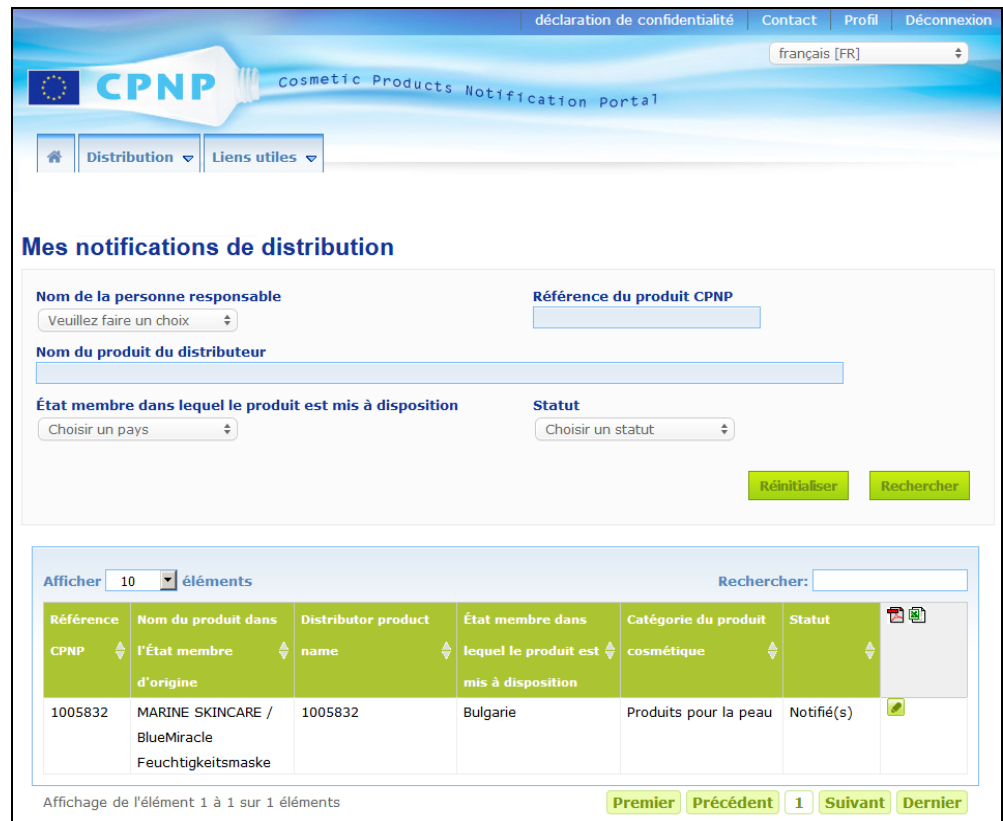 déclaration de confidentialité Contact Profil Déconnexion
français [FR]
CPNP Cosmetic Products Notification Portal
Distribution Liens utiles
Mes notifications de distribution
Nom de la personne responsable Référence du produit CPNP
Veuillez faire un choix
Nom du produit du distributeur
État membre dans lequel le produit est mis à disposition Statut
Choisir un pays Choisir un statut
Réinitialiser Rechercher
Afficher 10 éléments Rechercher:
Référence Nom du produit dans Distributor product État membre dans Catégorie du produit Statut
CPNP l'État membre name lequel le produit est cosmétique
d'origine mis à disposition
1005832 MARINE SKINCARE / 1005832 Bulgarie Produits pour la peau Notifié(s)
BlueMiracle
Feuchtigkeitsmaske
Affichage de l'élément 1 à 1 sur 1 éléments Premier Précédent 1 Suivant Dernier